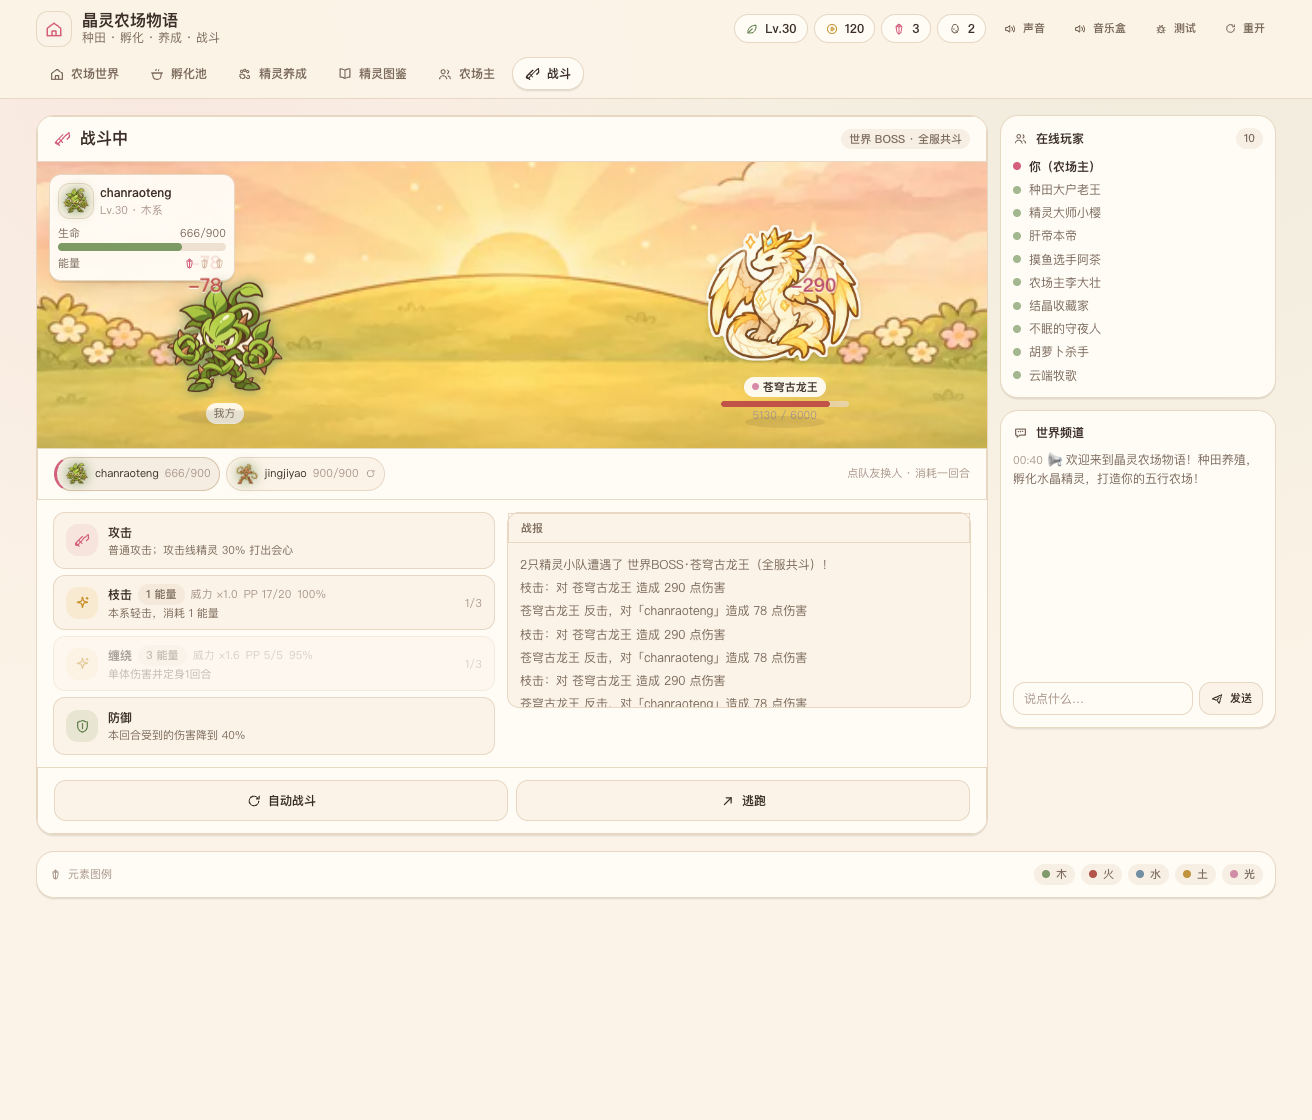 晶灵农场物语
种田 · 孵化 · 养成 · 战斗
Lv.30
120
3
2
声音
音乐盒
测试
重开
农场世界
孵化池
精灵养成
精灵图鉴
农场主
战斗
战斗中
世界 BOSS · 全服共斗
chanraoteng
Lv.30 · 木系
生命 666/900
能量
-78
−78
−290
我方
苍穹古龙王
5130 / 6000
chanraoteng 666/900
jingjiyao 900/900
点队友换人 · 消耗一回合
攻击
普通攻击；攻击线精灵 30% 打出会心
枝击 1 能量 威力 ×1.0 PP 17/20 100%
本系轻击，消耗 1 能量
1/3
缠绕 3 能量 威力 ×1.6 PP 5/5 95%
单体伤害并定身1回合
1/3
防御
本回合受到的伤害降到 40%
战报
2只精灵小队遭遇了 世界BOSS·苍穹古龙王（全服共斗）！
枝击：对 苍穹古龙王 造成 290 点伤害
苍穹古龙王 反击，对「chanraoteng」造成 78 点伤害
枝击：对 苍穹古龙王 造成 290 点伤害
苍穹古龙王 反击，对「chanraoteng」造成 78 点伤害
枝击：对 苍穹古龙王 造成 290 点伤害
苍穹古龙王 反击，对「chanraoteng」造成 78 点伤害
自动战斗
逃跑
在线玩家
10
你（农场主）
种田大户老王
精灵大师小樱
肝帝本帝
摸鱼选手阿茶
农场主李大壮
结晶收藏家
不眠的守夜人
胡萝卜杀手
云端牧歌
世界频道
00:40 欢迎来到晶灵农场物语！种田养殖，
孵化水晶精灵，打造你的五行农场！
说点什么…
发送
元素图例
木
火
水
土
光